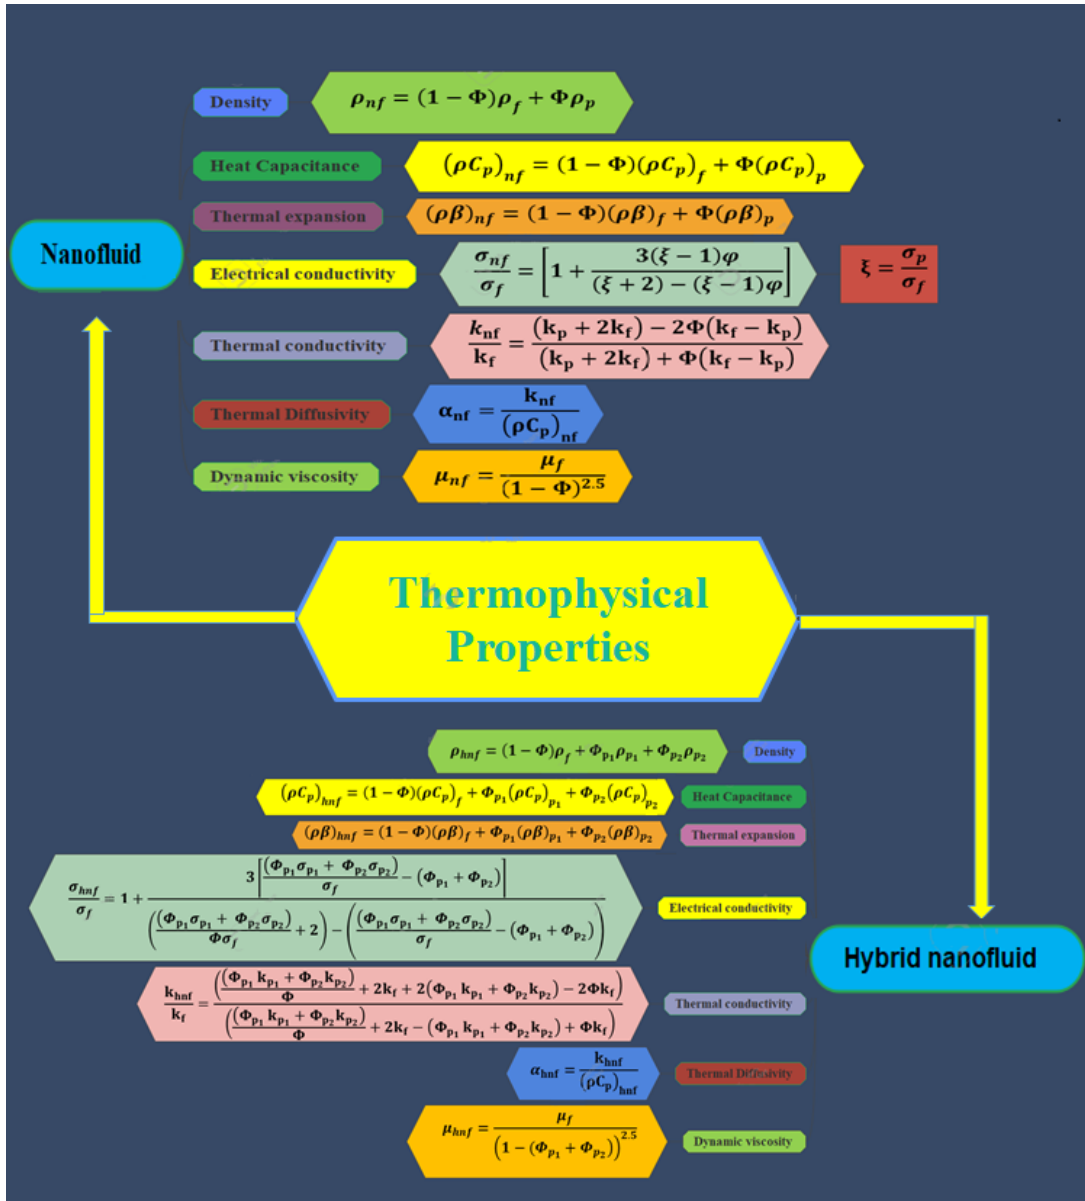 Density
ρ_nf = (1 − Φ)ρ_f + Φρ_p
Heat Capacitance
(ρC_p)_nf = (1 − Φ)(ρC_p)_f + Φ(ρC_p)_p
Thermal expansion
(ρβ)_nf = (1 − Φ)(ρβ)_f + Φ(ρβ)_p
Nanofluid
Electrical conductivity
σ_nf/σ_f = [1 + 3(ξ − 1)φ/((ξ + 2) − (ξ − 1)φ)]
ξ = σ_p/σ_f
Thermal conductivity
k_nf/k_f = ((k_p + 2k_f) − 2Φ(k_f − k_p))/((k_p + 2k_f) + Φ(k_f − k_p))
Thermal Diffusivity
α_nf = k_nf/(ρC_p)_nf
Dynamic viscosity
μ_nf = μ_f/(1 − Φ)^2.5
Thermophysical
Properties
ρ_hnf = (1 − Φ)ρ_f + Φ_p₁ρ_p₁ + Φ_p₂ρ_p₂
Density
(ρC_p)_hnf = (1 − Φ)(ρC_p)_f + Φ_p₁(ρC_p)_p₁ + Φ_p₂(ρC_p)_p₂
Heat Capacitance
(ρβ)_hnf = (1 − Φ)(ρβ)_f + Φ_p₁(ρβ)_p₁ + Φ_p₂(ρβ)_p₂
Thermal expansion
σ_hnf/σ_f = 1 + 3[(Φ_p₁σ_p₁ + Φ_p₂σ_p₂)/σ_f − (Φ_p₁ + Φ_p₂)]/(((Φ_p₁σ_p₁ + Φ_p₂σ_p₂)/Φσ_f + 2) − ((Φ_p₁σ_p₁ + Φ_p₂σ_p₂)/σ_f − (Φ_p₁ + Φ_p₂)))
Electrical conductivity
Hybrid nanofluid
k_hnf/k_f = ((Φ_p₁k_p₁ + Φ_p₂k_p₂)/Φ + 2k_f + 2(Φ_p₁k_p₁ + Φ_p₂k_p₂) − 2Φk_f)/((Φ_p₁k_p₁ + Φ_p₂k_p₂)/Φ + 2k_f − (Φ_p₁k_p₁ + Φ_p₂k_p₂) + Φk_f)
Thermal conductivity
α_hnf = k_hnf/(ρC_p)_hnf
Thermal Diffusivity
μ_hnf = μ_f/(1 − (Φ_p₁ + Φ_p₂))^2.5
Dynamic viscosity